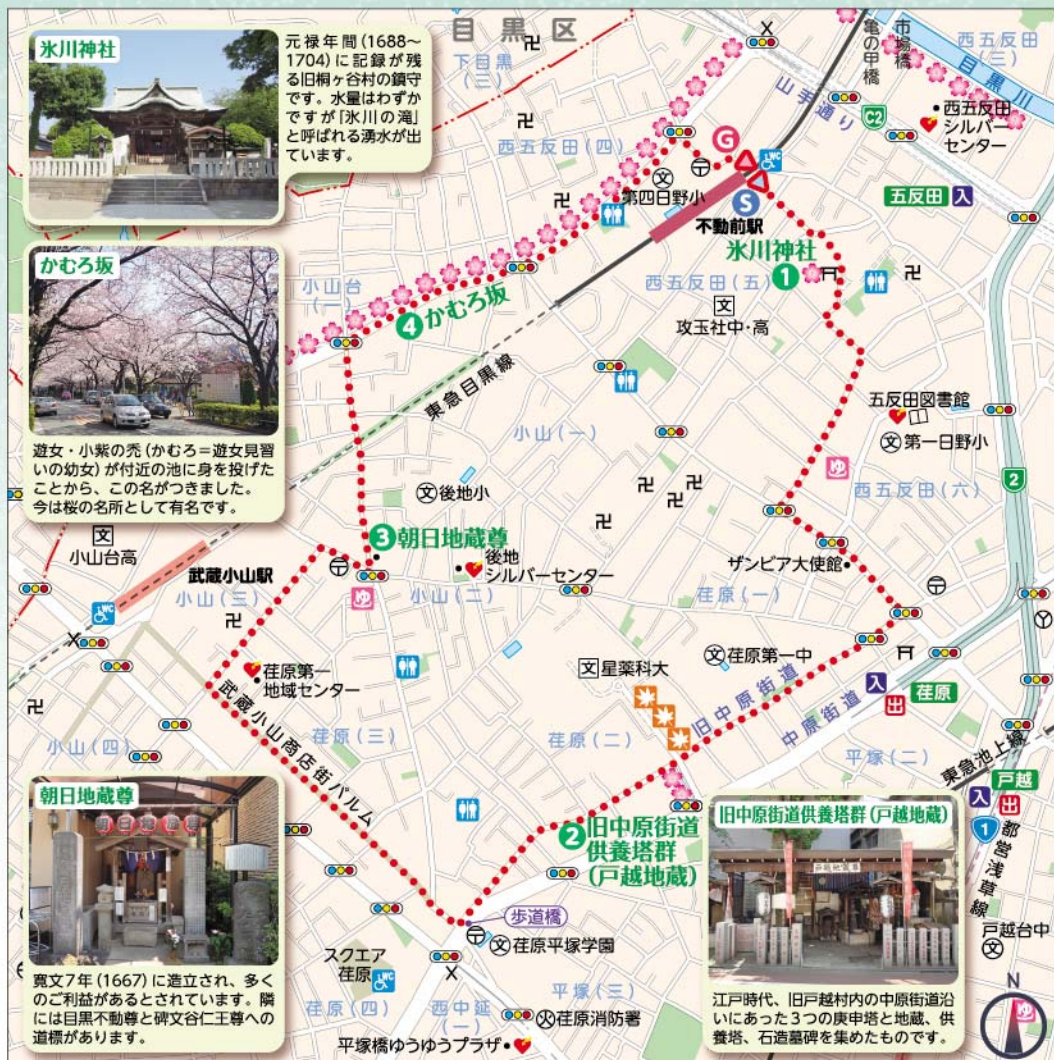 氷川神社
元禄年間(1688〜
1704)に記録が残
る旧桐ヶ谷村の鎮守
です。水量はわずか
ですが「氷川の滝」
と呼ばれる湧水が出
ています。
目黒区
下目黒
(三)
西五反田(四)
亀の甲橋
市場橋
西五反田
(三)
目黒川
山手通り
C2
西五反田
シルバー
センター
五反田 入
G
WC
文
第四日野小
S
不動前駅
氷川神社
1
西五反田(五)
文
攻玉社中・高
かむろ坂
遊女・小紫の禿(かむろ=遊女見習
いの幼女)が付近の池に身を投げた
ことから、この名がつきました。
今は桜の名所として有名です。
小山台
(一)
4 かむろ坂
東急目黒線
五反田図書館
文 第一日野小
小山(一)
ゆ
西五反田(六)
2
文 後地小
文
小山台高
3 朝日地蔵尊
後地
シルバーセンター
ザンビア大使館
武蔵小山駅
小山(三)
ゆ
小山(二)
荏原(一)
WC
荏原第一
地域センター
文 星薬科大
文 荏原第一中
旧中原街道
中原街道
入
出
荏原
武蔵小山商店街パルム
小山(四)
荏原(三)
荏原(二)
平塚(二)
東急池上線
戸越
入 出
1
都営浅草線
戸越台中
文
2 旧中原街道
供養塔群
(戸越地蔵)
朝日地蔵尊
寛文7年(1667)に造立され、多く
のご利益があるとされています。隣
には目黒不動尊と碑文谷仁王尊への
道標があります。
歩道橋
文 荏原平塚学園
スクエア
荏原
WC
荏原(四)
西中延
(一)
平塚(三)
火 荏原消防署
平塚橋ゆうゆうプラザ
旧中原街道供養塔群(戸越地蔵)
江戸時代、旧戸越村内の中原街道沿
いにあった3つの庚申塔と地蔵、供
養塔、石造墓碑を集めたものです。
N
ゆ